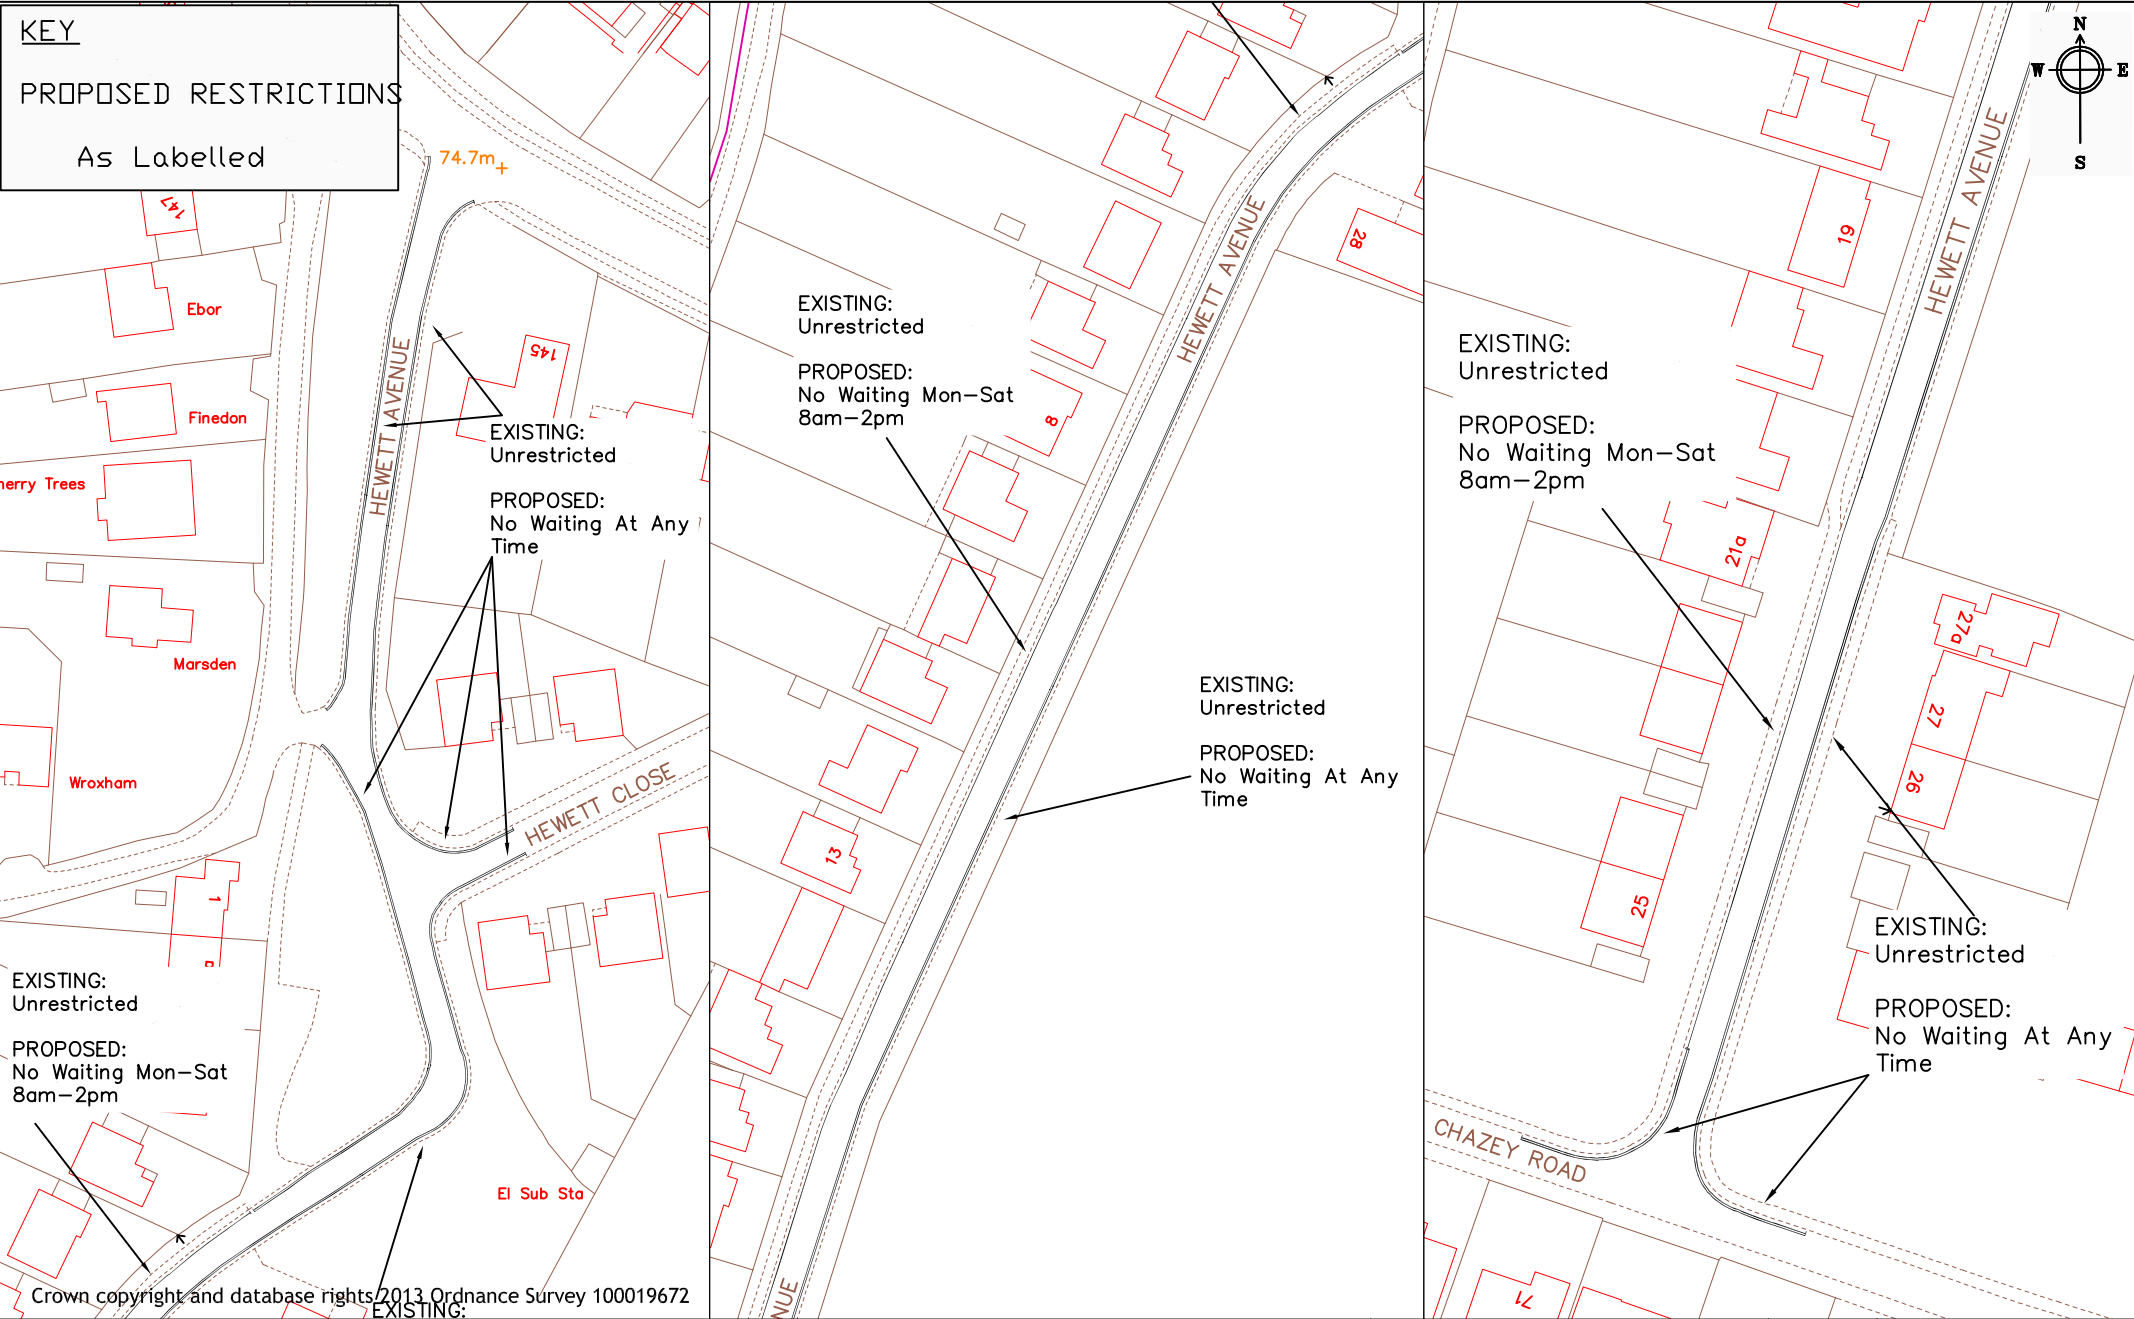 KEY
PROPOSED RESTRICTIONS
As Labelled
74.7m
147
Ebor
Finedon
herry Trees
Marsden
Wroxham
145
HEWETT AVENUE
EXISTING:
Unrestricted
PROPOSED:
No Waiting At Any
Time
HEWETT CLOSE
1
EXISTING:
Unrestricted
PROPOSED:
No Waiting Mon-Sat
8am-2pm
El Sub Sta
Crown copyright and database rights 2013 Ordnance Survey 100019672
EXISTING:
HEWETT AVENUE
28
EXISTING:
Unrestricted
PROPOSED:
No Waiting Mon-Sat
8am-2pm
8
13
EXISTING:
Unrestricted
PROPOSED:
No Waiting At Any
Time
NUE
N
W
E
S
HEWETT AVENUE
19
EXISTING:
Unrestricted
PROPOSED:
No Waiting Mon-Sat
8am-2pm
21a
27a
27
26
25
EXISTING:
Unrestricted
PROPOSED:
No Waiting At Any
Time
CHAZEY ROAD
71